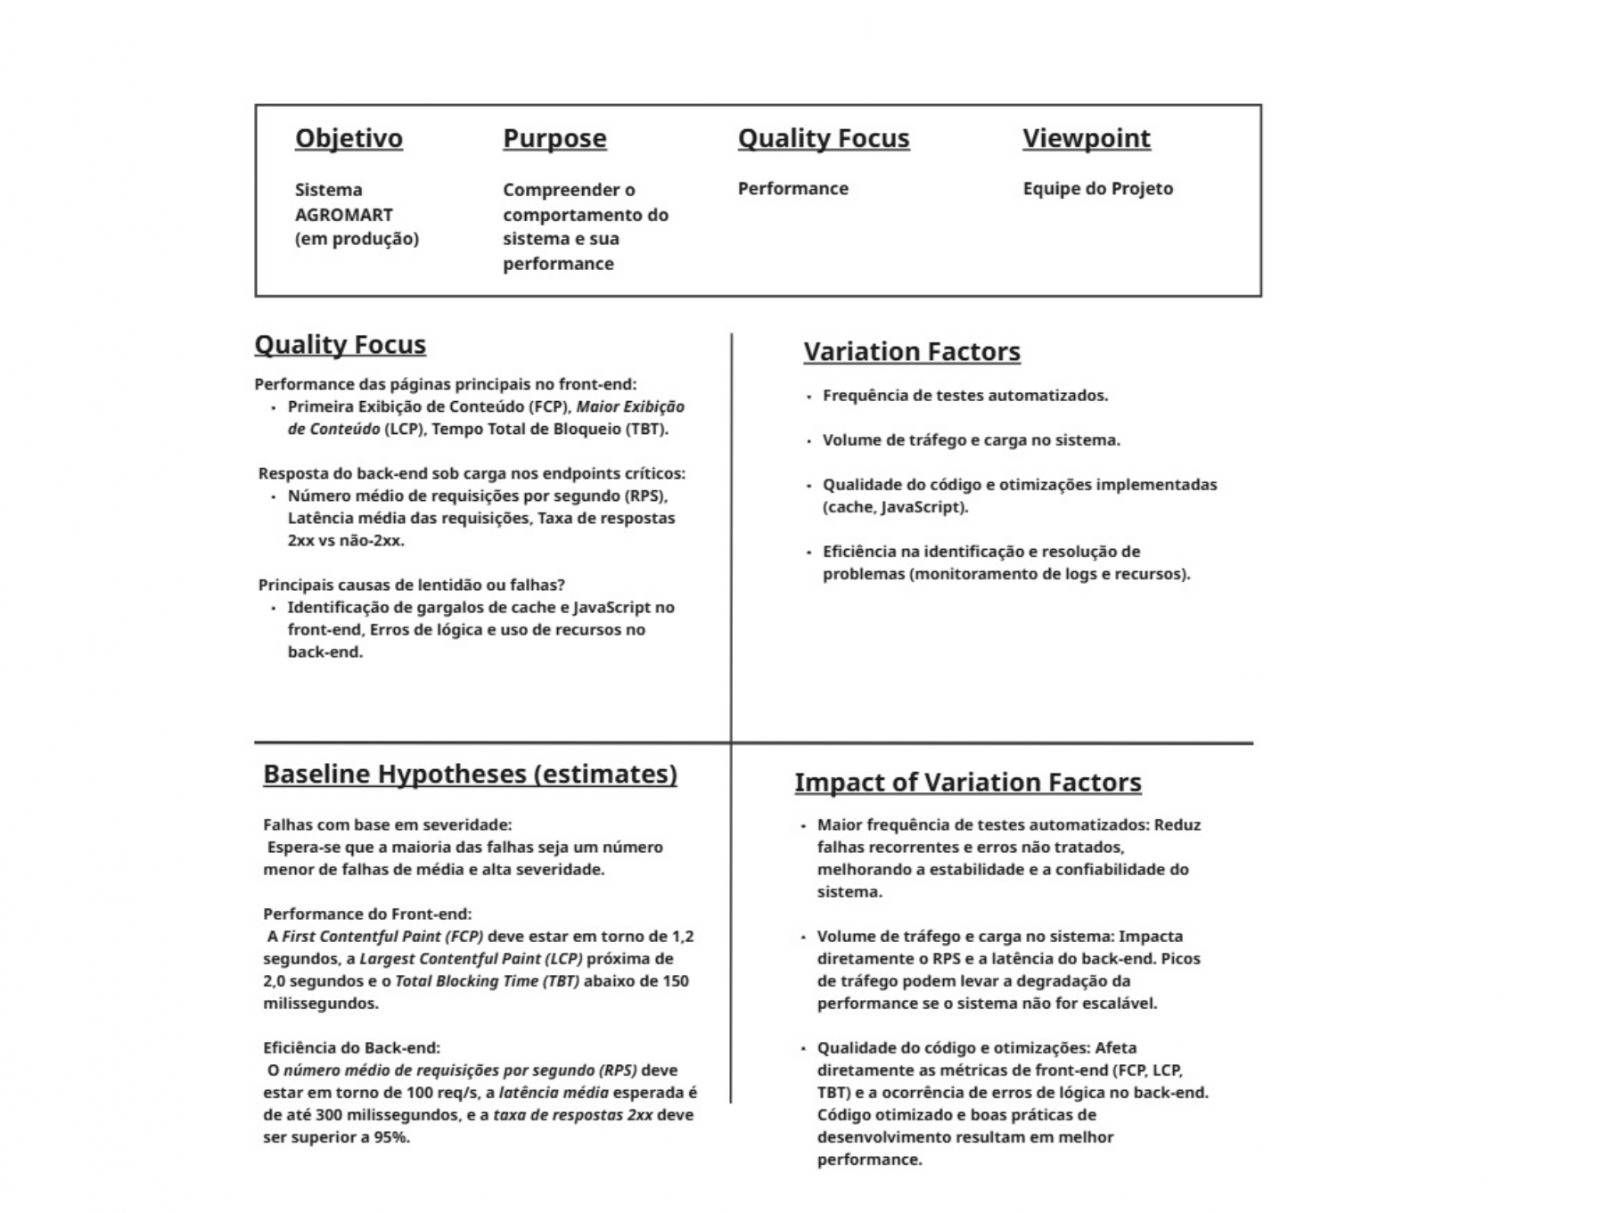 Objetivo
Sistema
AGROMART
(em produção)
Purpose
Compreender o
comportamento do
sistema e sua
performance
Quality Focus
Performance
Viewpoint
Equipe do Projeto
Quality Focus
Performance das páginas principais no front-end:
• Primeira Exibição de Conteúdo (FCP), Maior Exibição
de Conteúdo (LCP), Tempo Total de Bloqueio (TBT).
Resposta do back-end sob carga nos endpoints críticos:
• Número médio de requisições por segundo (RPS),
Latência média das requisições, Taxa de respostas
2xx vs não-2xx.
Principais causas de lentidão ou falhas?
• Identificação de gargalos de cache e JavaScript no
front-end, Erros de lógica e uso de recursos no
back-end.
Variation Factors
• Frequência de testes automatizados.
• Volume de tráfego e carga no sistema.
• Qualidade do código e otimizações implementadas
(cache, JavaScript).
• Eficiência na identificação e resolução de
problemas (monitoramento de logs e recursos).
Baseline Hypotheses (estimates)
Falhas com base em severidade:
Espera-se que a maioria das falhas seja um número
menor de falhas de média e alta severidade.
Performance do Front-end:
A First Contentful Paint (FCP) deve estar em torno de 1,2
segundos, a Largest Contentful Paint (LCP) próxima de
2,0 segundos e o Total Blocking Time (TBT) abaixo de 150
milissegundos.
Eficiência do Back-end:
O número médio de requisições por segundo (RPS) deve
estar em torno de 100 req/s, a latência média esperada é
de até 300 milissegundos, e a taxa de respostas 2xx deve
ser superior a 95%.
Impact of Variation Factors
• Maior frequência de testes automatizados: Reduz
falhas recorrentes e erros não tratados,
melhorando a estabilidade e a confiabilidade do
sistema.
• Volume de tráfego e carga no sistema: Impacta
diretamente o RPS e a latência do back-end. Picos
de tráfego podem levar a degradação da
performance se o sistema não for escalável.
• Qualidade do código e otimizações: Afeta
diretamente as métricas de front-end (FCP, LCP,
TBT) e a ocorrência de erros de lógica no back-end.
Código otimizado e boas práticas de
desenvolvimento resultam em melhor
performance.